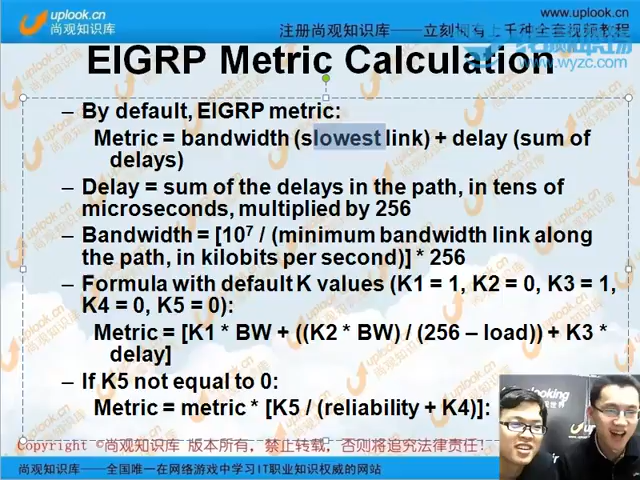 uplook.cn
尚观知识库
www.uplook.cn
注册尚观知识库——立刻拥有上千种全套视频教程
www.wyzc.com
EIGRP Metric Calculation
– By default, EIGRP metric:
Metric = bandwidth (slowest link) + delay (sum of
delays)
– Delay = sum of the delays in the path, in tens of
microseconds, multiplied by 256
– Bandwidth = [10⁷ / (minimum bandwidth link along
the path, in kilobits per second)] * 256
– Formula with default K values (K1 = 1, K2 = 0, K3 = 1,
K4 = 0, K5 = 0):
Metric = [K1 * BW + ((K2 * BW) / (256 – load)) + K3 *
delay]
– If K5 not equal to 0:
Metric = metric * [K5 / (reliability + K4)]:
Copyright ©尚观知识库 版本所有，禁止转载，否则将追究法律责任！
尚观知识库——全国唯一在网络游戏中学习IT职业知识权威的网站